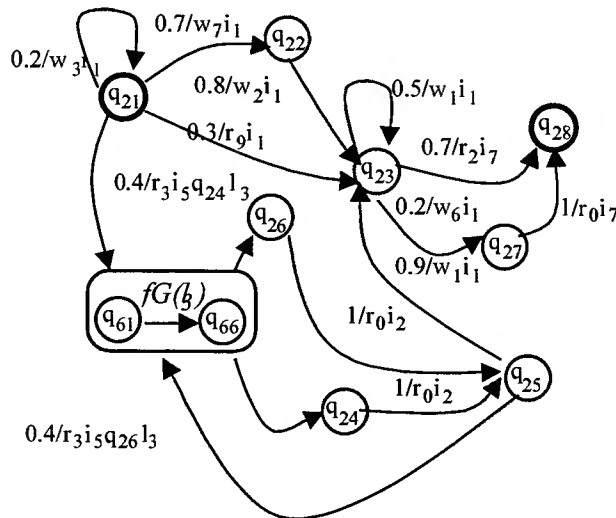 0.7/w₇i₁
q₂₂
0.2/w₃i₁
q₂₁
0.8/w₂i₁
0.5/w₁i₁
q₂₈
0.3/r₉i₁
q₂₃
0.7/r₂i₇
0.4/r₃i₅q₂₄l₃
q₂₆
0.2/w₆i₁
q₂₇
1/r₀i₇
0.9/w₁i₁
fG(l₃)
q₆₁
q₆₆
1/r₀i₂
q₂₅
1/r₀i₂
q₂₄
0.4/r₃i₅q₂₆l₃